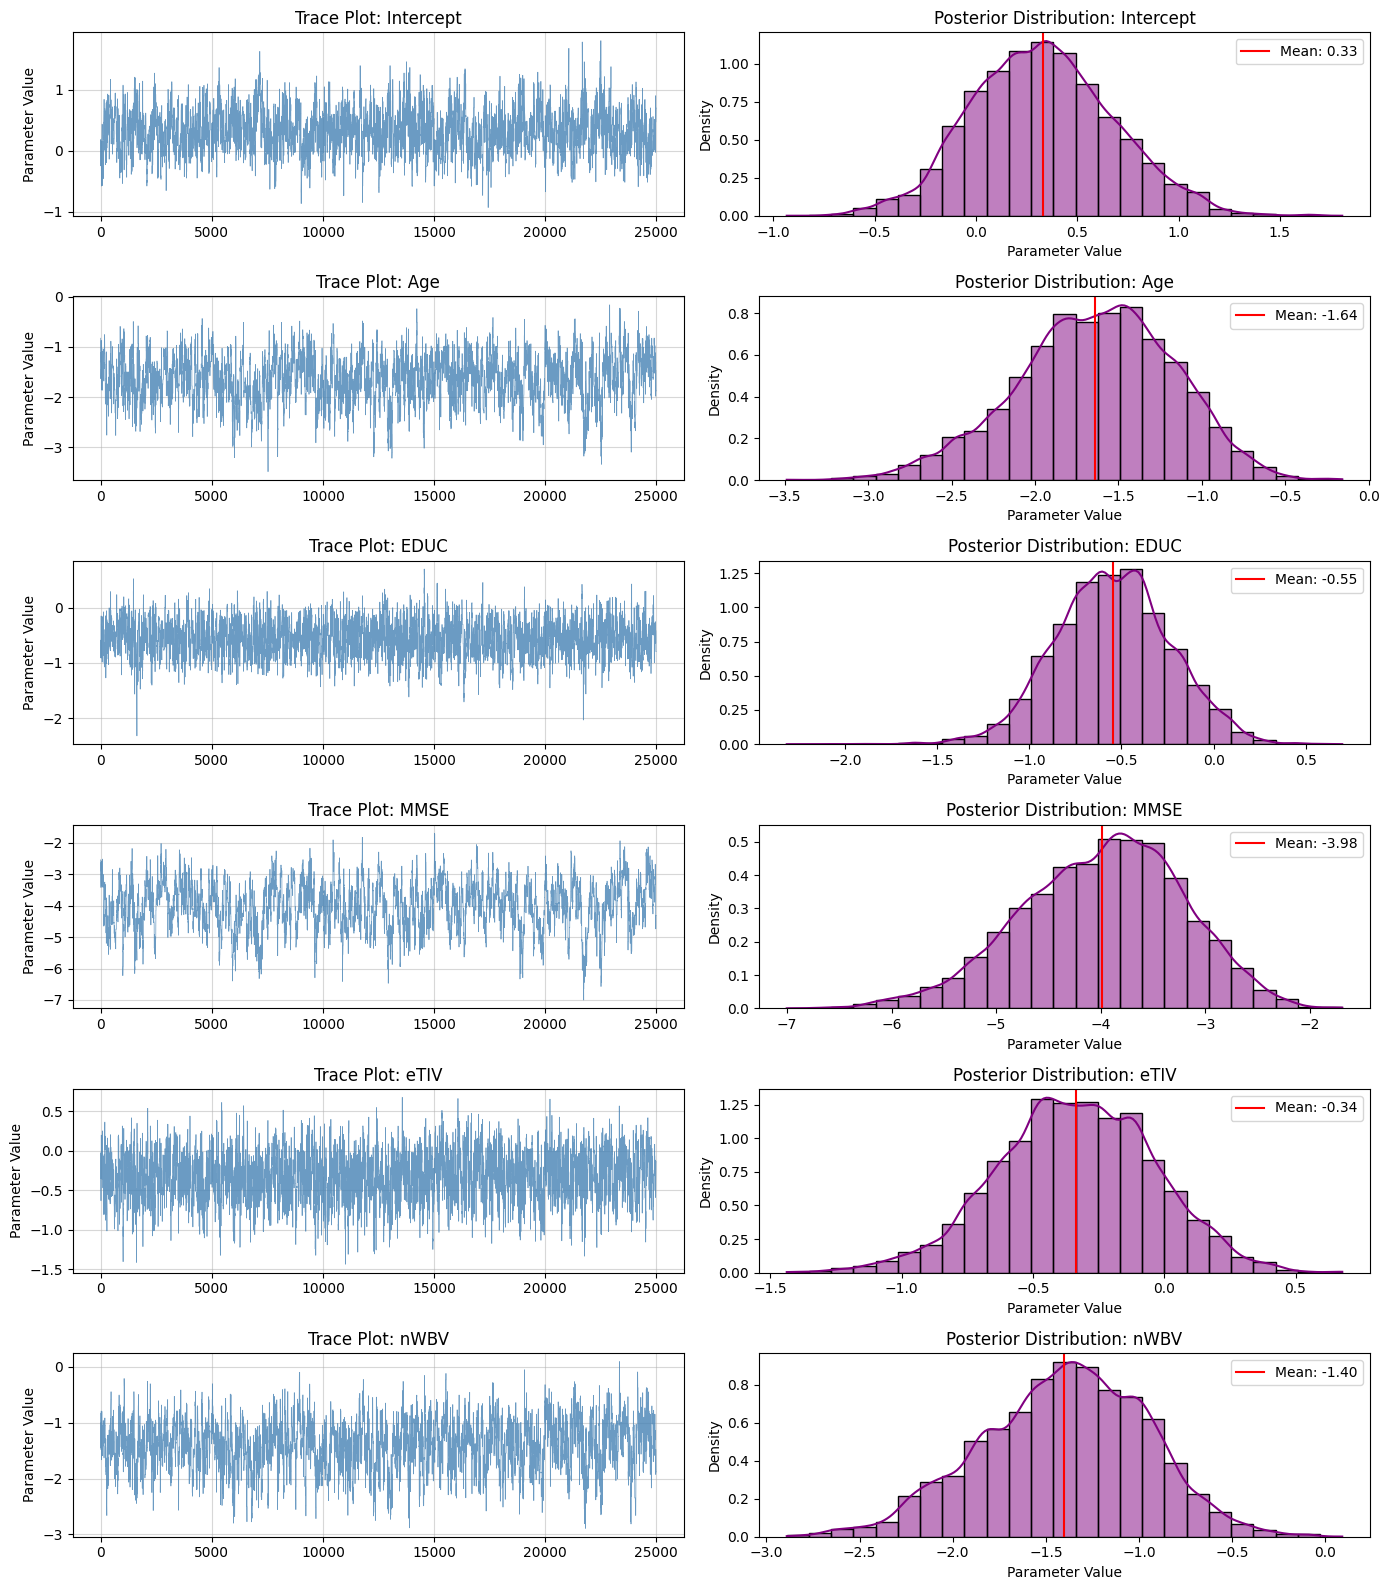 Trace Plot: Intercept
Parameter Value
1
0
−1
0 5000 10000 15000 20000 25000
Posterior Distribution: Intercept
Density
1.00
0.75
0.50
0.25
0.00
Mean: 0.33
−1.0 −0.5 0.0 0.5 1.0 1.5
Parameter Value
Trace Plot: Age
Parameter Value
0
−1
−2
−3
0 5000 10000 15000 20000 25000
Posterior Distribution: Age
Density
0.8
0.6
0.4
0.2
0.0
Mean: -1.64
−3.5 −3.0 −2.5 −2.0 −1.5 −1.0 −0.5 0.0
Parameter Value
Trace Plot: EDUC
Parameter Value
0
−1
−2
0 5000 10000 15000 20000 25000
Posterior Distribution: EDUC
Density
1.25
1.00
0.75
0.50
0.25
0.00
Mean: -0.55
−2.0 −1.5 −1.0 −0.5 0.0 0.5
Parameter Value
Trace Plot: MMSE
Parameter Value
−2
−3
−4
−5
−6
−7
0 5000 10000 15000 20000 25000
Posterior Distribution: MMSE
Density
0.5
0.4
0.3
0.2
0.1
0.0
Mean: -3.98
−7 −6 −5 −4 −3 −2
Parameter Value
Trace Plot: eTIV
Parameter Value
0.5
0.0
−0.5
−1.0
−1.5
0 5000 10000 15000 20000 25000
Posterior Distribution: eTIV
Density
1.25
1.00
0.75
0.50
0.25
0.00
Mean: -0.34
−1.5 −1.0 −0.5 0.0 0.5
Parameter Value
Trace Plot: nWBV
Parameter Value
0
−1
−2
−3
0 5000 10000 15000 20000 25000
Posterior Distribution: nWBV
Density
0.8
0.6
0.4
0.2
0.0
Mean: -1.40
−3.0 −2.5 −2.0 −1.5 −1.0 −0.5 0.0
Parameter Value